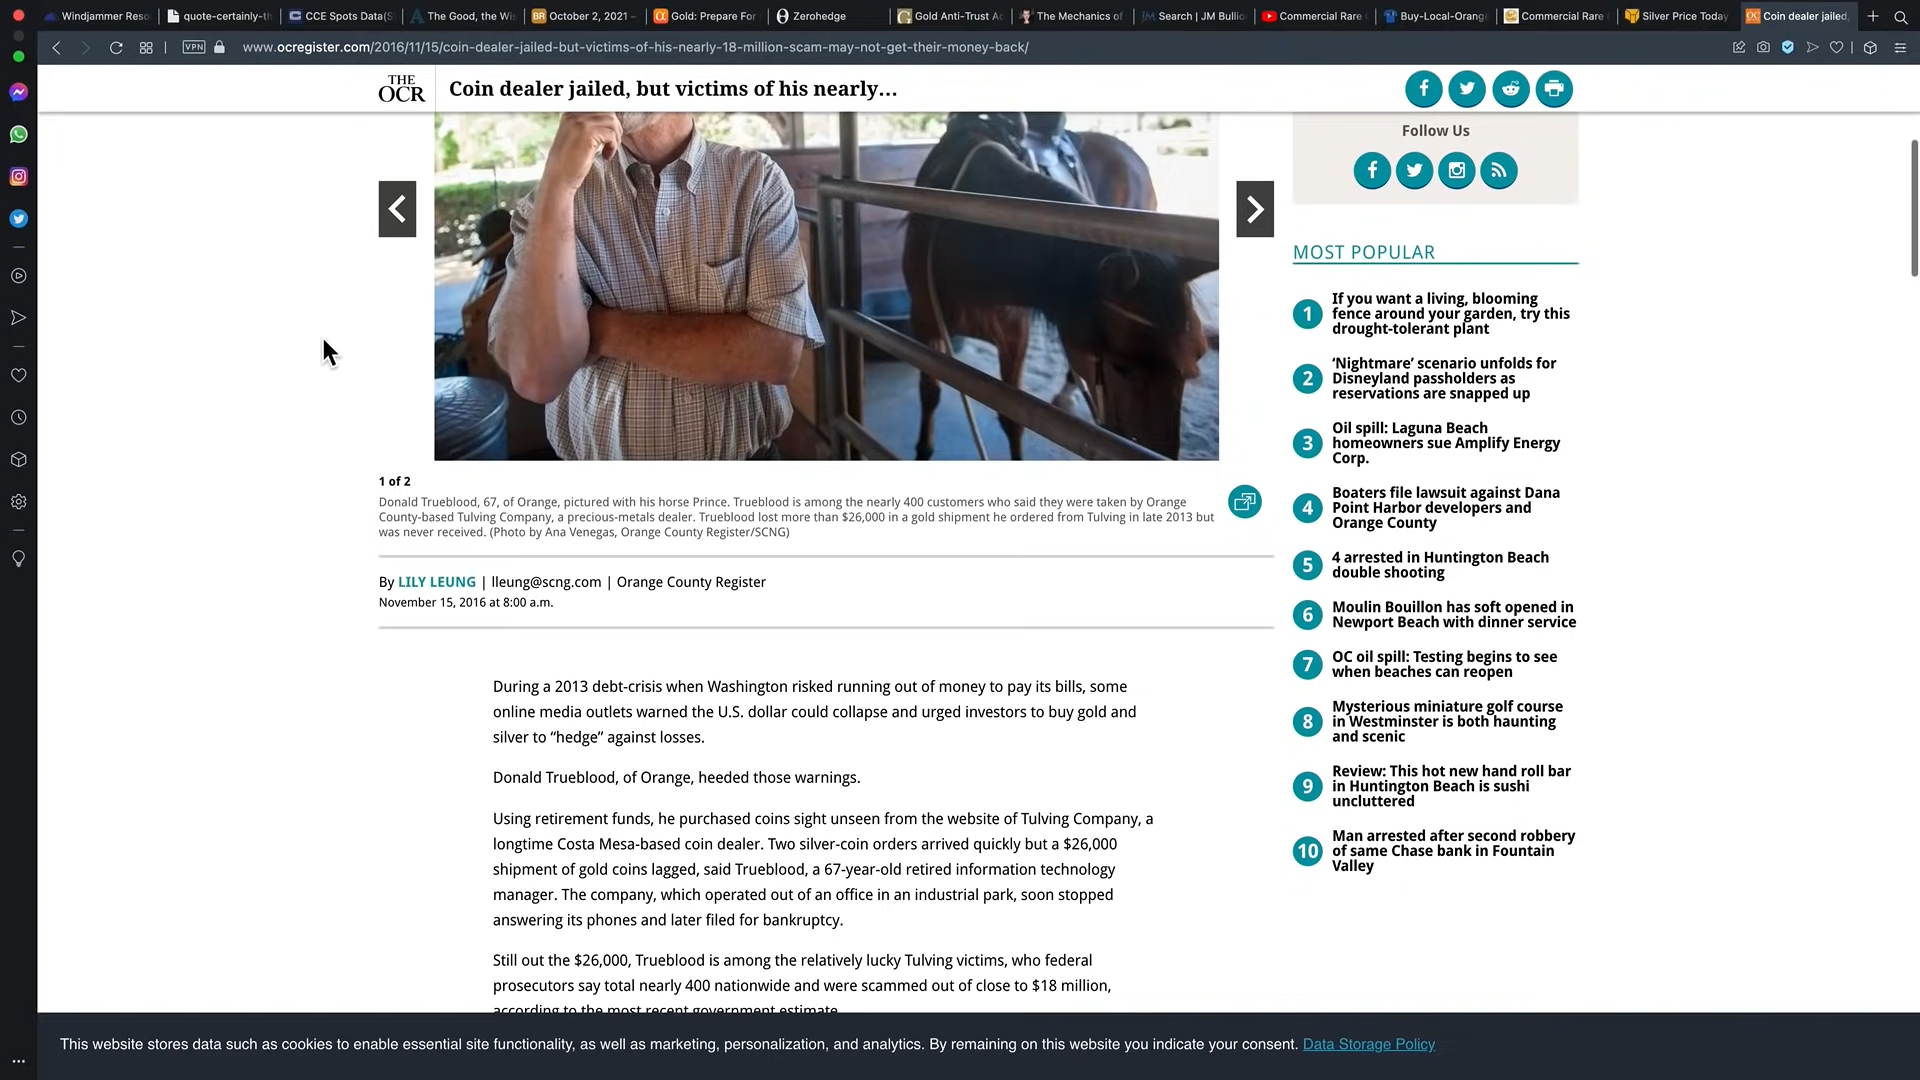 Windjammer Reso
quote-certainly-th
CCE Spots Data(S
The Good, the Wis
BR October 2, 2021 –
Gold: Prepare For
Zerohedge
Gold Anti-Trust Ac
The Mechanics of
JM Search | JM Bullio
Commercial Rare
Buy-Local-Orange
Commercial Rare
Silver Price Today
OC Coin dealer jailed,
VPN
www.ocregister.com/2016/11/15/coin-dealer-jailed-but-victims-of-his-nearly-18-million-scam-may-not-get-their-money-back/
THE
OCR
Coin dealer jailed, but victims of his nearly...
1 of 2
Donald Trueblood, 67, of Orange, pictured with his horse Prince. Trueblood is among the nearly 400 customers who said they were taken by Orange
County-based Tulving Company, a precious-metals dealer. Trueblood lost more than $26,000 in a gold shipment he ordered from Tulving in late 2013 but
was never received. (Photo by Ana Venegas, Orange County Register/SCNG)
By LILY LEUNG | lleung@scng.com | Orange County Register
November 15, 2016 at 8:00 a.m.
During a 2013 debt-crisis when Washington risked running out of money to pay its bills, some
online media outlets warned the U.S. dollar could collapse and urged investors to buy gold and
silver to “hedge” against losses.
Donald Trueblood, of Orange, heeded those warnings.
Using retirement funds, he purchased coins sight unseen from the website of Tulving Company, a
longtime Costa Mesa-based coin dealer. Two silver-coin orders arrived quickly but a $26,000
shipment of gold coins lagged, said Trueblood, a 67-year-old retired information technology
manager. The company, which operated out of an office in an industrial park, soon stopped
answering its phones and later filed for bankruptcy.
Still out the $26,000, Trueblood is among the relatively lucky Tulving victims, who federal
prosecutors say total nearly 400 nationwide and were scammed out of close to $18 million,
according to the most recent government estimate.
Follow Us
MOST POPULAR
1
If you want a living, blooming
fence around your garden, try this
drought-tolerant plant
2
‘Nightmare’ scenario unfolds for
Disneyland passholders as
reservations are snapped up
3
Oil spill: Laguna Beach
homeowners sue Amplify Energy
Corp.
4
Boaters file lawsuit against Dana
Point Harbor developers and
Orange County
5
4 arrested in Huntington Beach
double shooting
6
Moulin Bouillon has soft opened in
Newport Beach with dinner service
7
OC oil spill: Testing begins to see
when beaches can reopen
8
Mysterious miniature golf course
in Westminster is both haunting
and scenic
9
Review: This hot new hand roll bar
in Huntington Beach is sushi
uncluttered
10
Man arrested after second robbery
of same Chase bank in Fountain
Valley
This website stores data such as cookies to enable essential site functionality, as well as marketing, personalization, and analytics. By remaining on this website you indicate your consent. Data Storage Policy